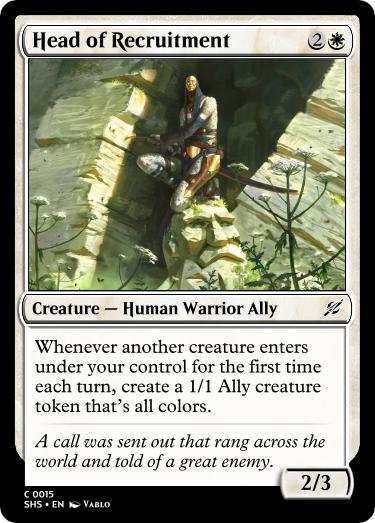 Head of Recruitment 2
Creature — Human Warrior Ally
Whenever another creature enters
under your control for the first time
each turn, create a 1/1 Ally creature
token that's all colors.
A call was sent out that rang across the
world and told of a great enemy.
2/3
C 0015
SHS • EN VABLO